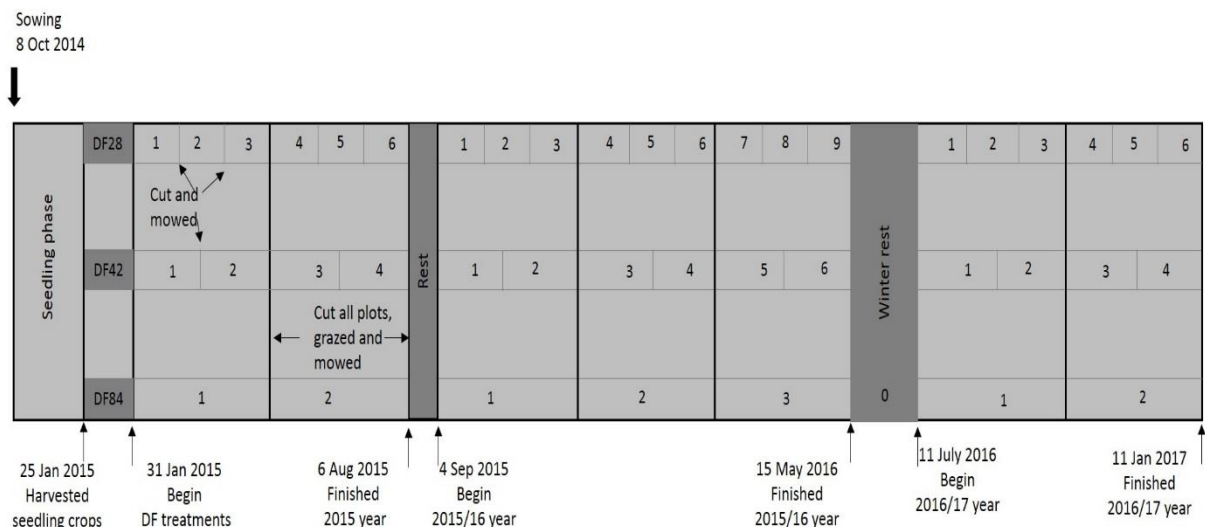 Sowing
8 Oct 2014
Seedling phase
DF28
1 2 3 4 5 6
1 2 3 4 5 6 7 8 9
1 2 3 4 5 6
Cut and
mowed
DF42
1 2 3 4
Rest
1 2 3 4 5 6
Winter rest
1 2 3 4
Cut all plots,
grazed and
mowed
DF84
1 2
1 2 3
0
1 2
25 Jan 2015
Harvested
seedling crops
31 Jan 2015
Begin
DF treatments
6 Aug 2015
Finished
2015 year
4 Sep 2015
Begin
2015/16 year
15 May 2016
Finished
2015/16 year
11 July 2016
Begin
2016/17 year
11 Jan 2017
Finished
2016/17 year